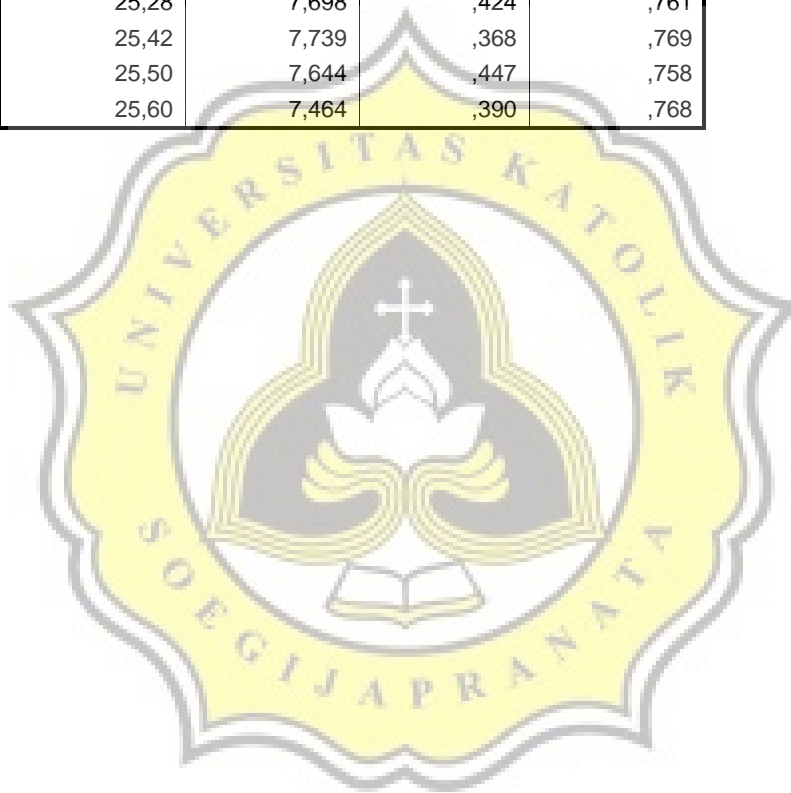 25,28 7,698 ,424 ,761
25,42 7,739 ,368 ,769
25,50 7,644 ,447 ,758
25,60 7,464 ,390 ,768
UNIVERSITAS KATOLIK
SOEGIJAPRANATA